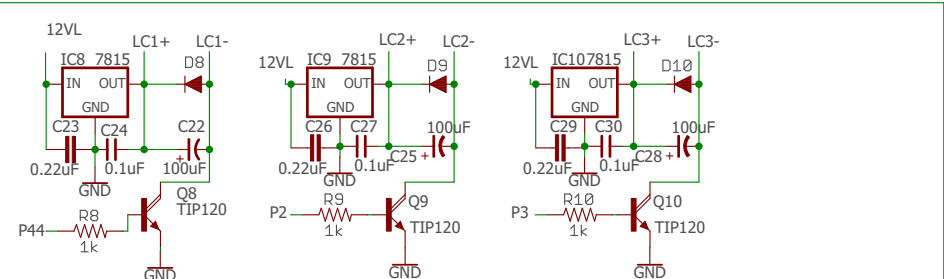 12VL
LC1+ LC1-
IC8 7815
D8
IN OUT
GND
C23 C24 C22
0.22uF 0.1uF + 100uF
GND
Q8
TIP120
P44 R8
1k
GND
12VL
LC2+ LC2-
IC9 7815
D9
IN OUT
GND
C26 C27 100uF
0.22uF 0.1uF C25 +
GND
Q9
TIP120
P2 R9
1k
GND
12VL
LC3+ LC3-
IC107815
D10
IN OUT
GND
C29 C30 100uF
0.22uF 0.1uF C28 +
GND
Q10
TIP120
P3 R10
1k
GND